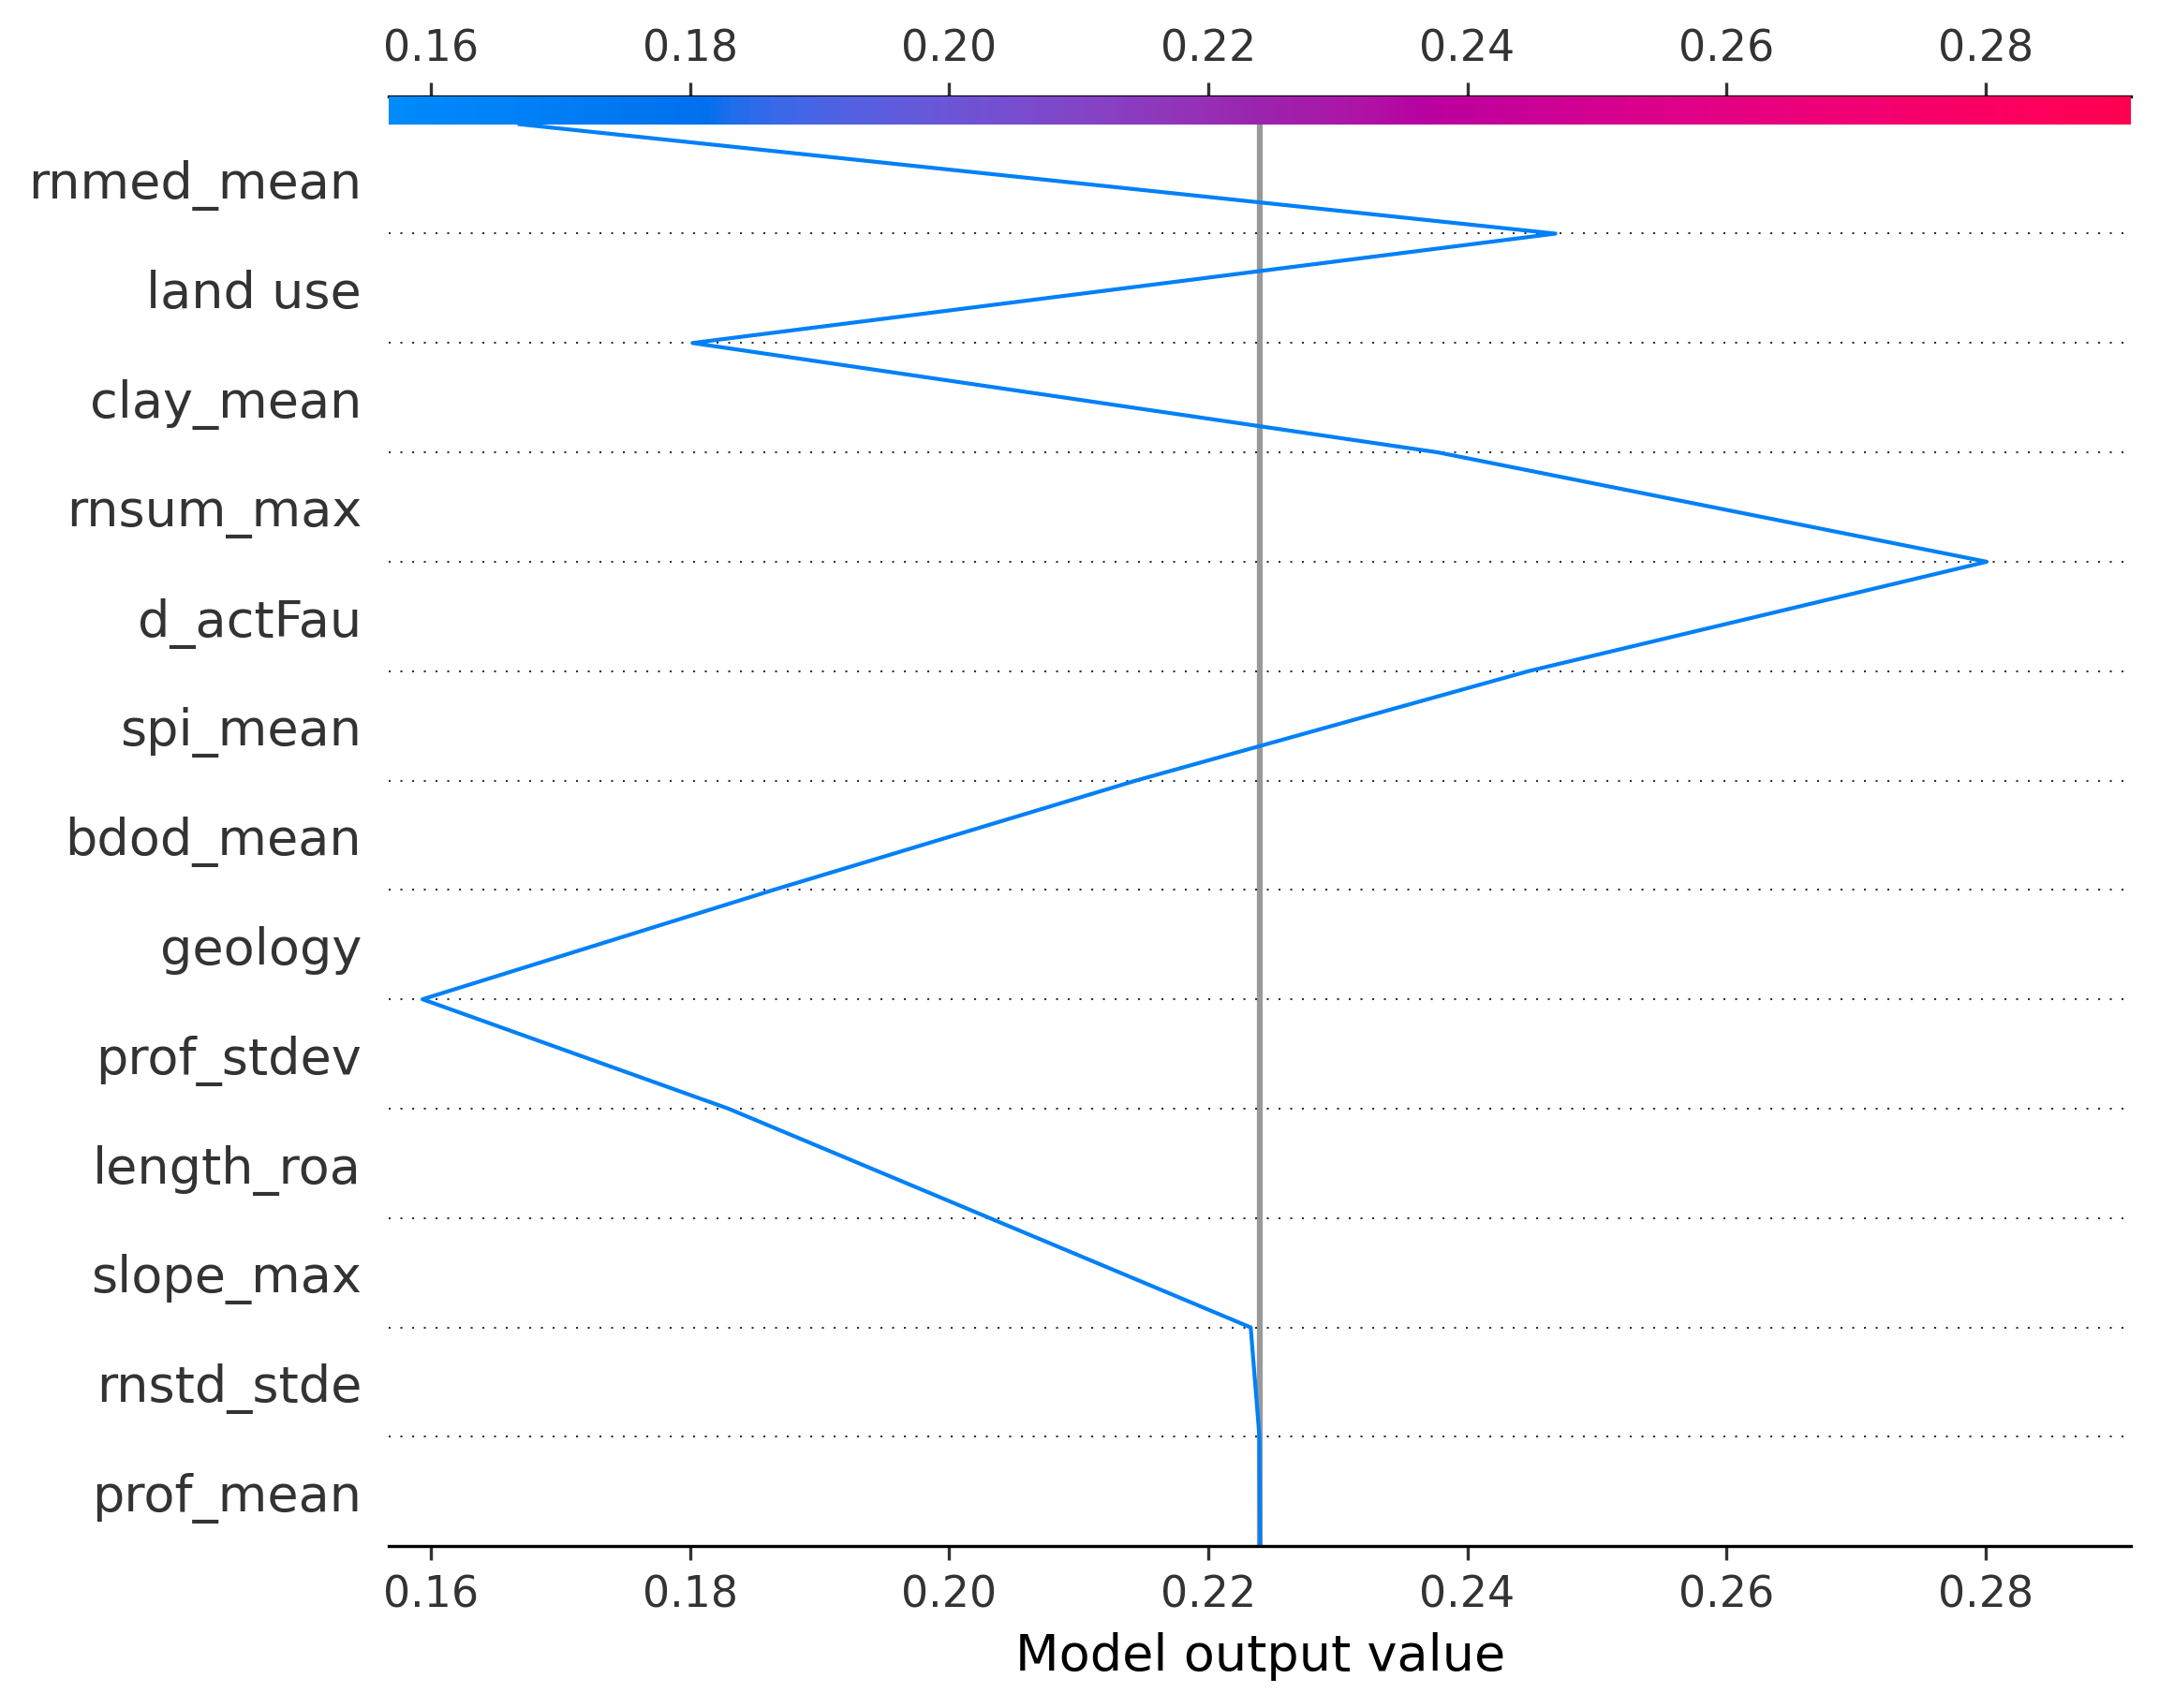 0.16 0.18 0.20 0.22 0.24 0.26 0.28
rnmed_mean
land use
clay_mean
rnsum_max
d_actFau
spi_mean
bdod_mean
geology
prof_stdev
length_roa
slope_max
rnstd_stde
prof_mean
0.16 0.18 0.20 0.22 0.24 0.26 0.28
Model output value